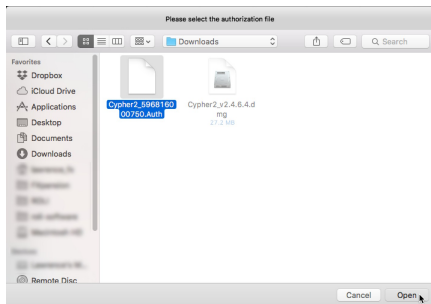 Please select the authorization file
Downloads
Search
Favorites
Dropbox
iCloud Drive
Applications
Desktop
Documents
Downloads
Remote Disc
Cypher2_5968160
00750.Auth
Cypher2_v2.4.6.4.d
mg
27.2 MB
Cancel
Open